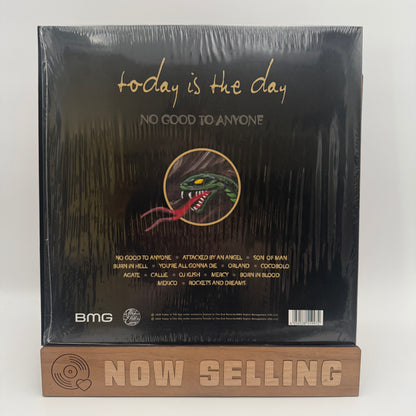 today is the day
NO GOOD TO ANYONE
NO GOOD TO ANYONE • ATTACKED BY AN ANGEL • SON OF MAN
BURN IN HELL • YOU'RE ALL GONNA DIE • ORLAND • COCOBOLO
AGATE • CALLIE • OJ KUSH • MERCY • BORN IN BLOOD
MEXICO • ROCKETS AND DREAMS
BMG
NOW SELLING